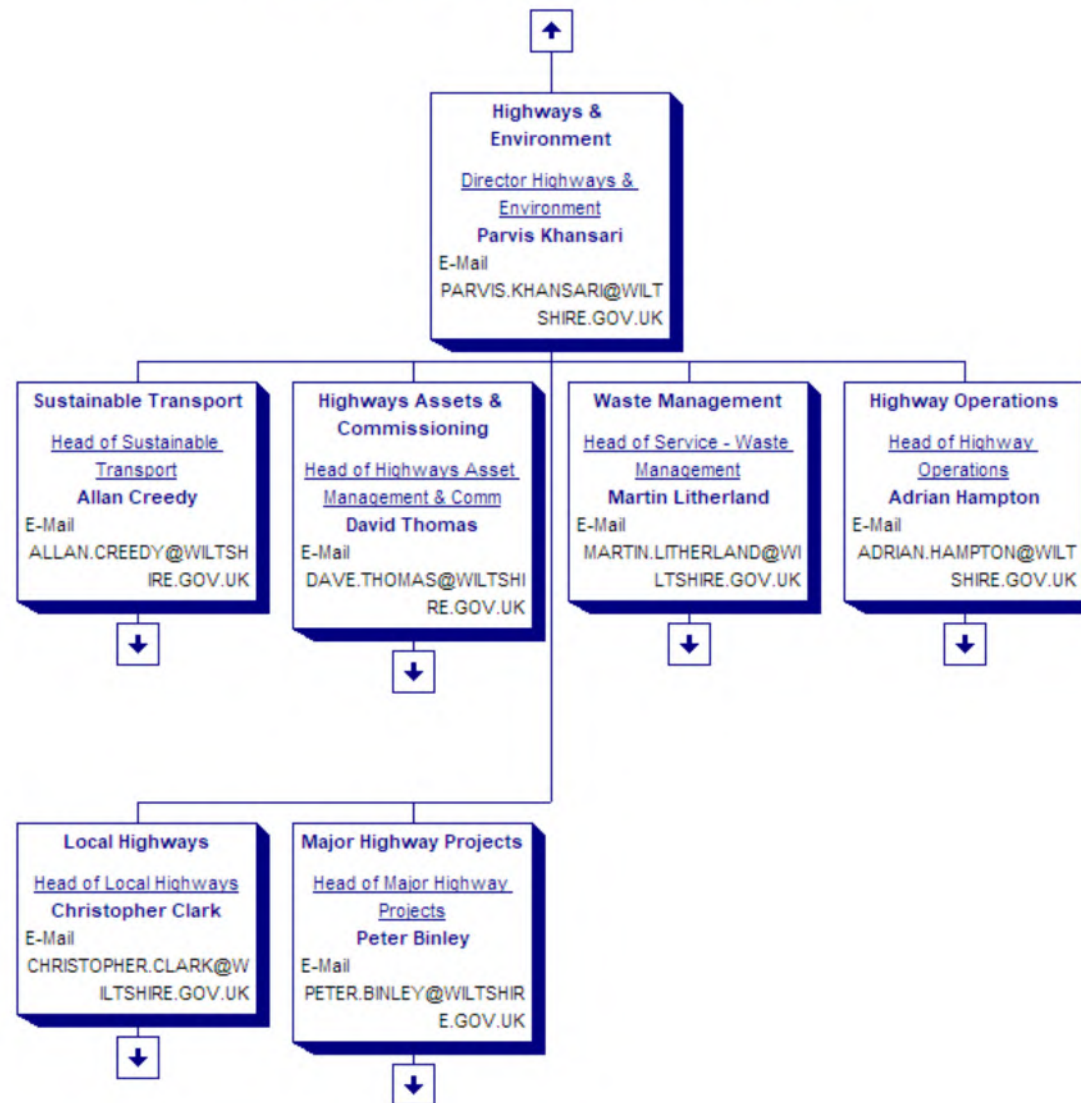 Highways &
Environment
Director Highways &
Environment
Parvis Khansari
E-Mail
PARVIS.KHANSARI@WILT
SHIRE.GOV.UK
Sustainable Transport
Head of Sustainable
Transport
Allan Creedy
E-Mail
ALLAN.CREEDY@WILTSH
IRE.GOV.UK
Highways Assets &
Commissioning
Head of Highways Asset
Management & Comm
David Thomas
E-Mail
DAVE.THOMAS@WILTSHI
RE.GOV.UK
Waste Management
Head of Service - Waste
Management
Martin Litherland
E-Mail
MARTIN.LITHERLAND@WI
LTSHIRE.GOV.UK
Highway Operations
Head of Highway
Operations
Adrian Hampton
E-Mail
ADRIAN.HAMPTON@WILT
SHIRE.GOV.UK
Local Highways
Head of Local Highways
Christopher Clark
E-Mail
CHRISTOPHER.CLARK@W
ILTSHIRE.GOV.UK
Major Highway Projects
Head of Major Highway
Projects
Peter Binley
E-Mail
PETER.BINLEY@WILTSHIR
E.GOV.UK